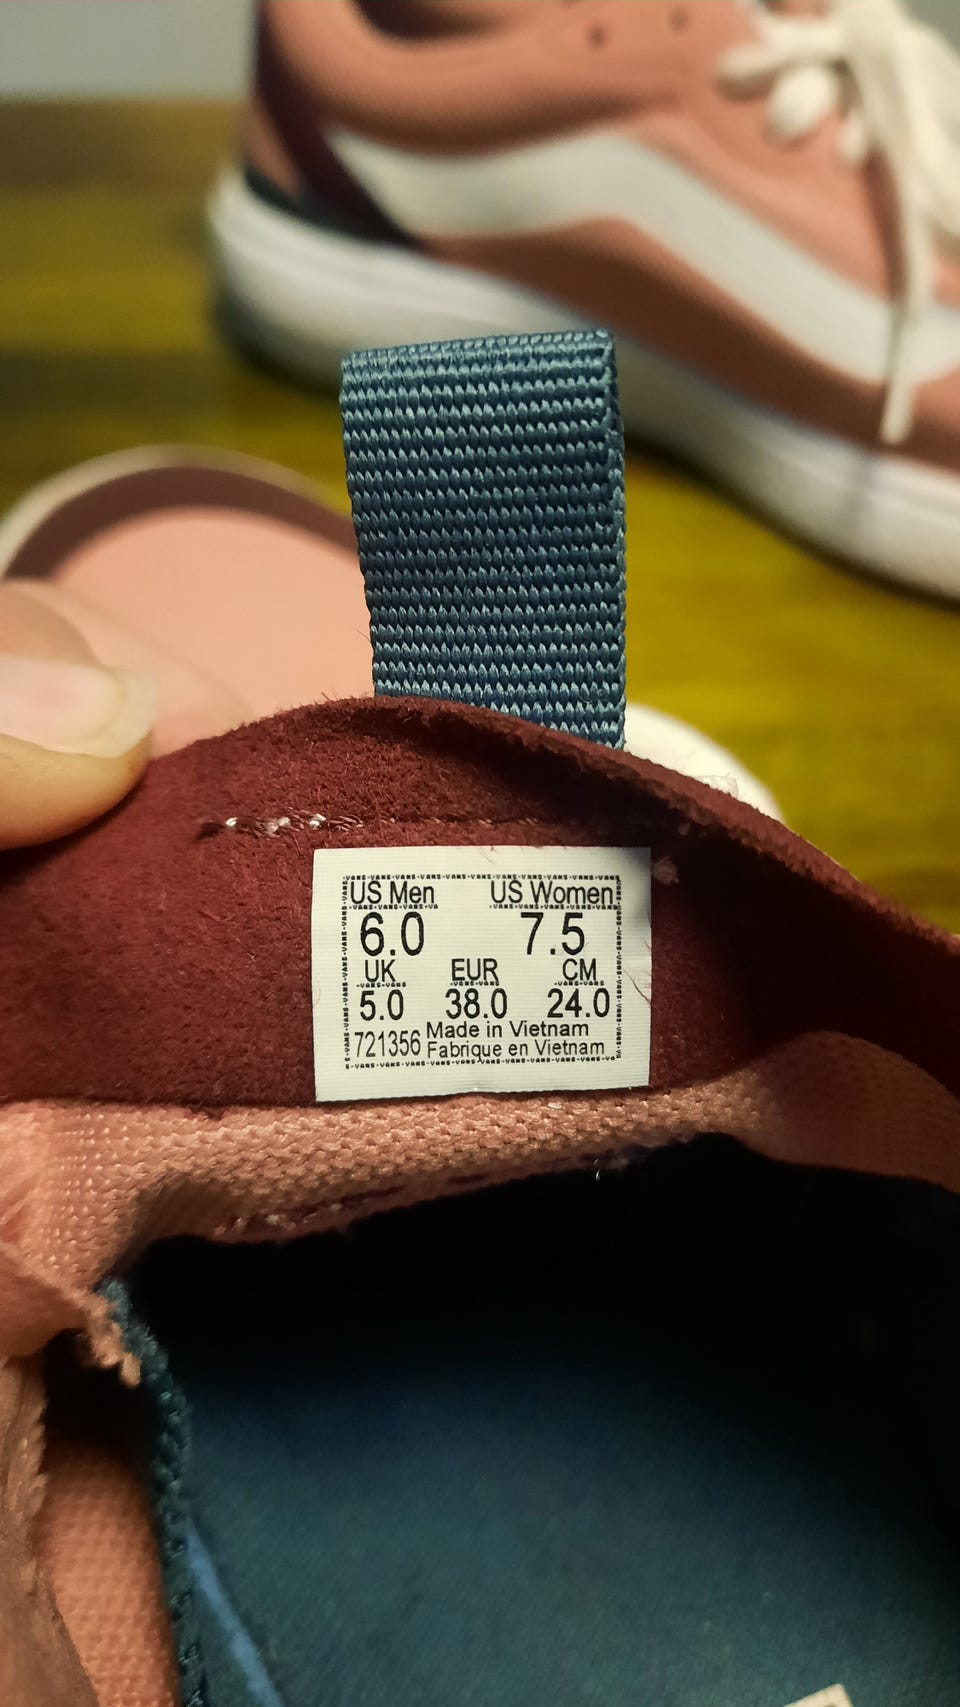 US Men US Women
6.0 7.5
UK EUR CM
5.0 38.0 24.0
721356 Made in Vietnam
Fabrique en Vietnam